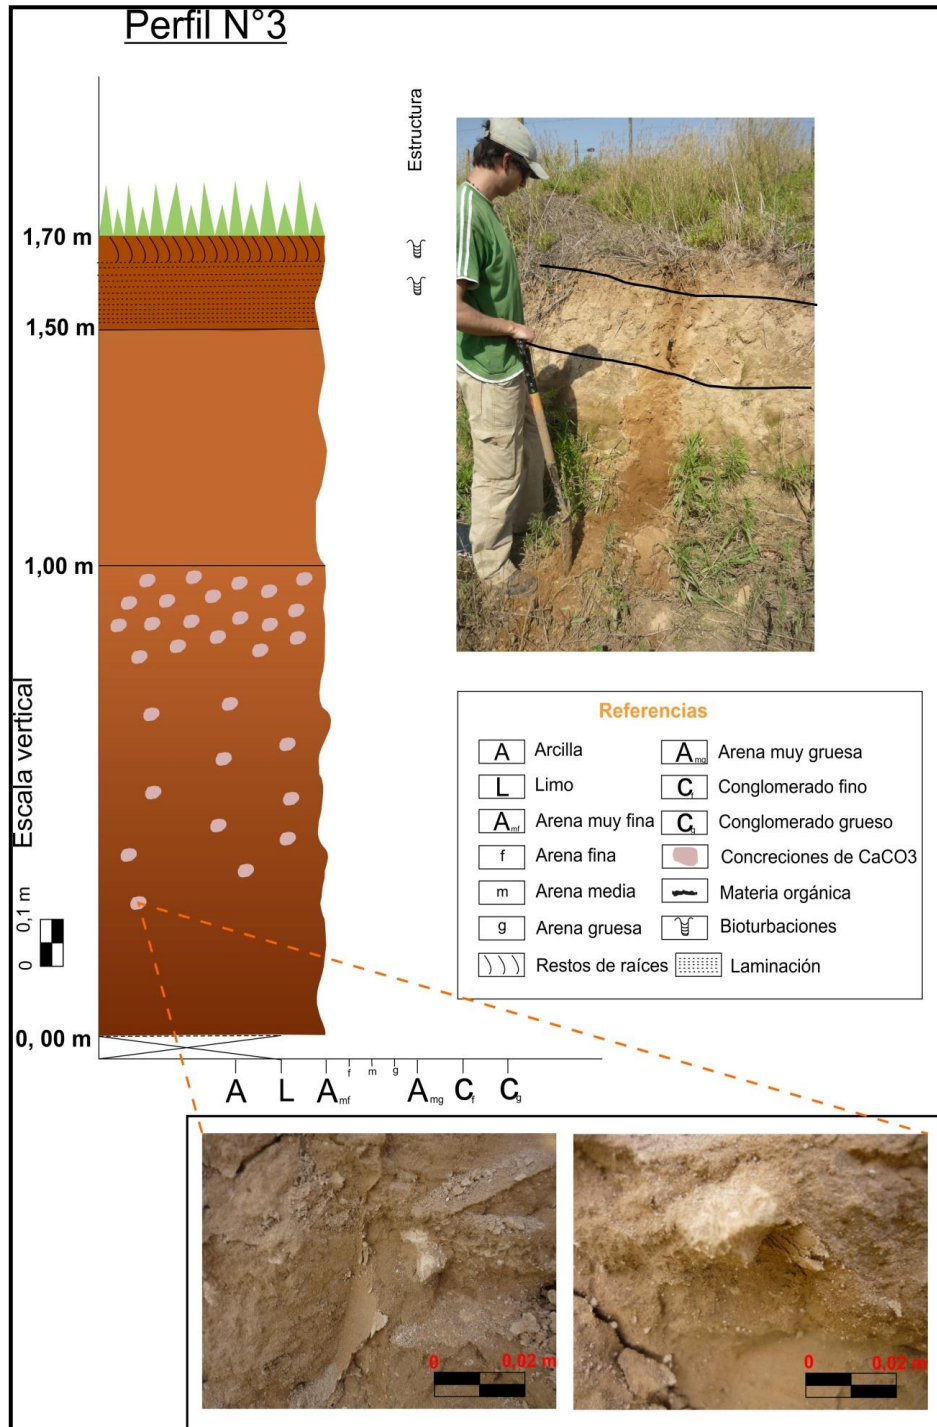 Perfil N°3
Estructura
1,70 m
1,50 m
1,00 m
Escala vertical
0 0,1 m
0, 00 m
A L Amf f m g Amg Cf Cg
Referencias
A Arcilla
L Limo
Amf Arena muy fina
f Arena fina
m Arena media
g Arena gruesa
Restos de raíces
Amg Arena muy gruesa
Cf Conglomerado fino
Cg Conglomerado grueso
Concreciones de CaCO3
Materia orgánica
Bioturbaciones
Laminación
0 0,02 m
0 0,02 m